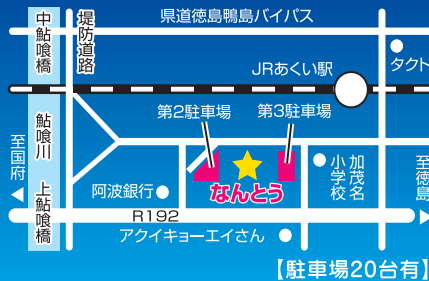 県道徳島鴨島バイパス
中鮎喰橋
堤防道路
タクト
JRあくい駅
鮎喰川
第2駐車場
第3駐車場
至国府
上鮎喰橋
阿波銀行
なんとう
加茂名
小学校
至徳島
R192
アクイキョーエイさん
【駐車場20台有】